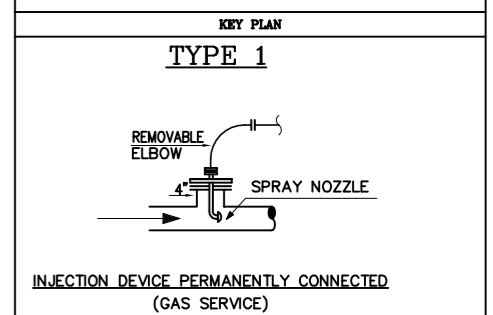 KEY PLAN
TYPE 1
REMOVABLE
ELBOW
4"
SPRAY NOZZLE
INJECTION DEVICE PERMANENTLY CONNECTED
(GAS SERVICE)